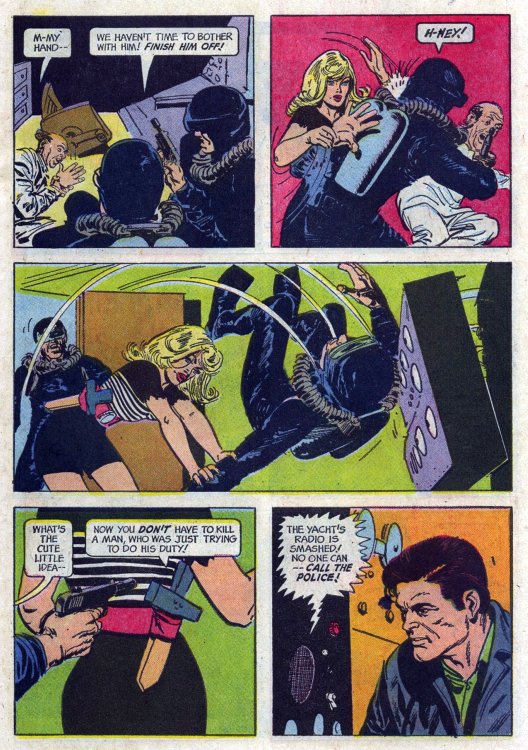 M-MY
HAND--
WE HAVEN'T TIME TO BOTHER
WITH HIM! FINISH HIM OFF!
H-HEY!
WHAT'S
THE
CUTE
LITTLE
IDEA--
NOW YOU DON'T HAVE TO KILL
A MAN, WHO WAS JUST TRYING
TO DO HIS DUTY!
THE YACHT'S
RADIO IS
SMASHED!
NO ONE CAN
-- CALL THE
POLICE!